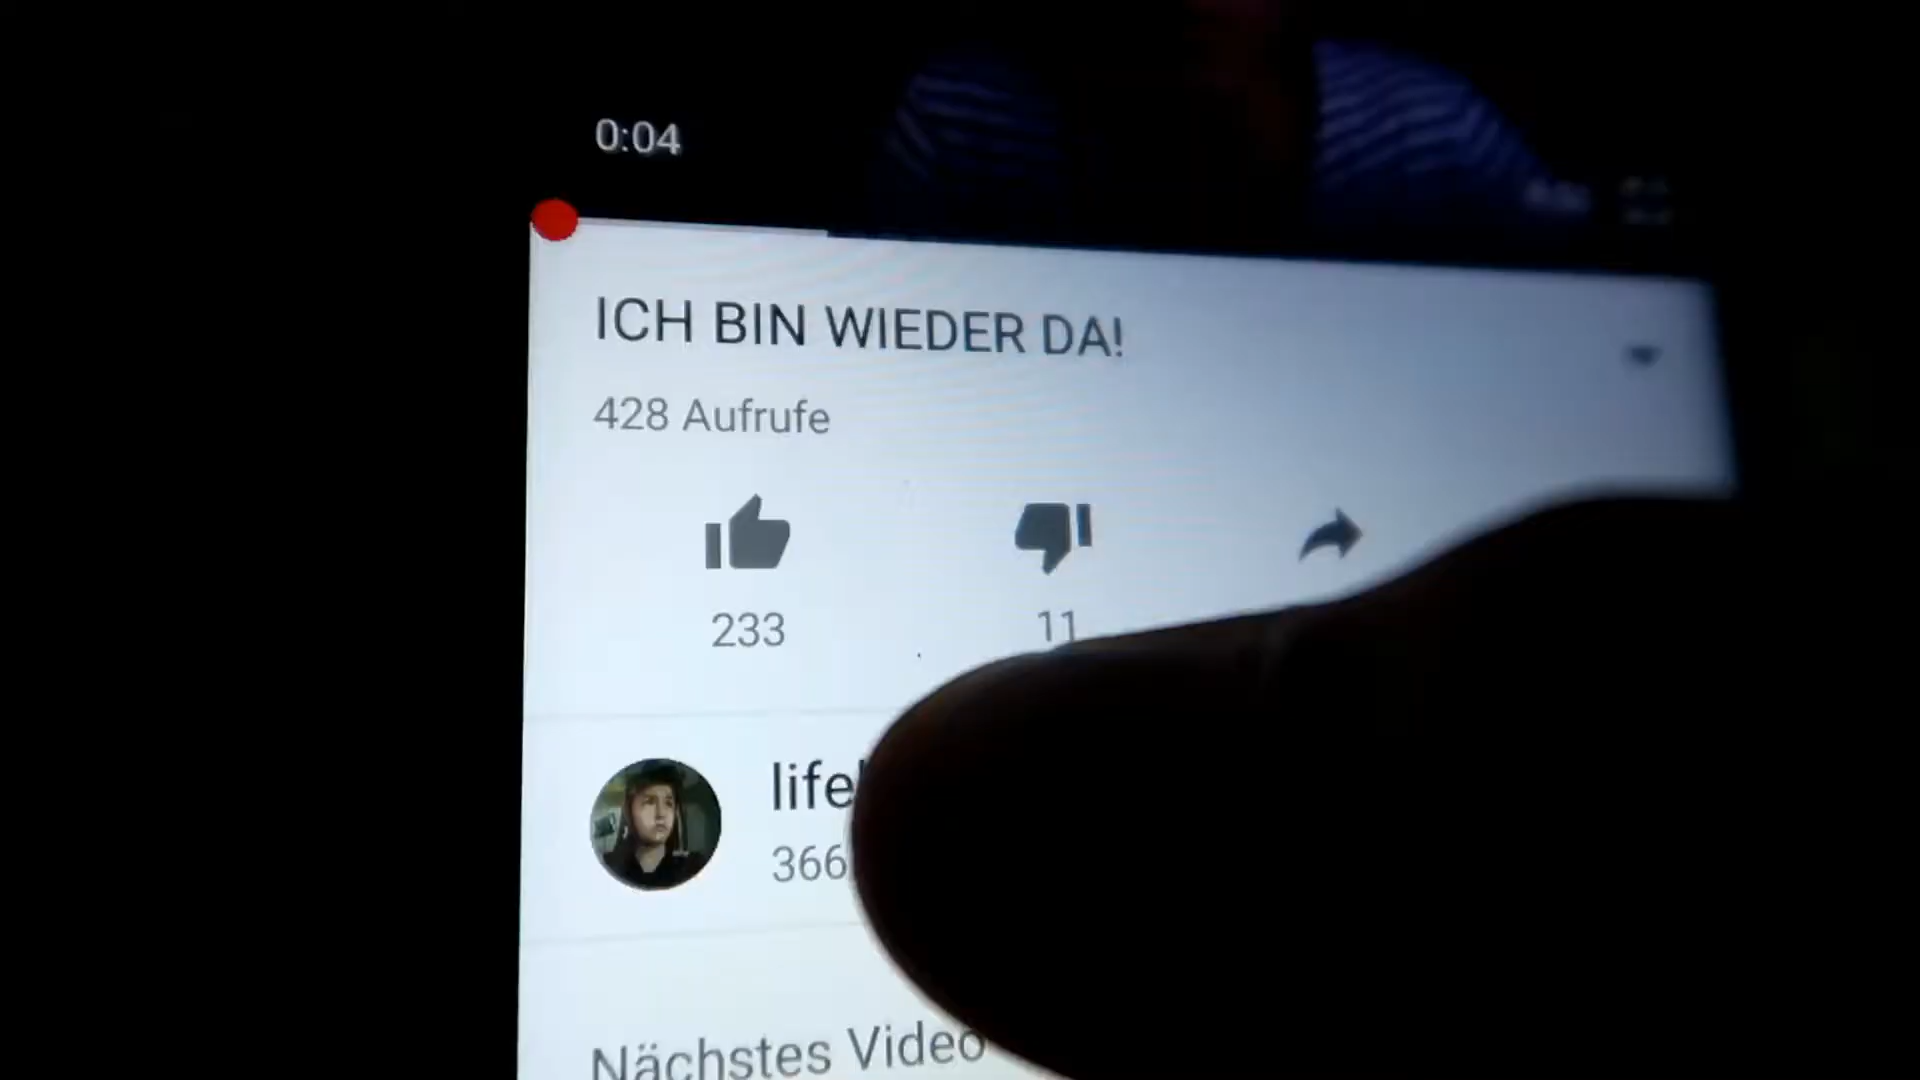 0:04
ICH BIN WIEDER DA!
428 Aufrufe
233
11
life
366
Nächstes Video